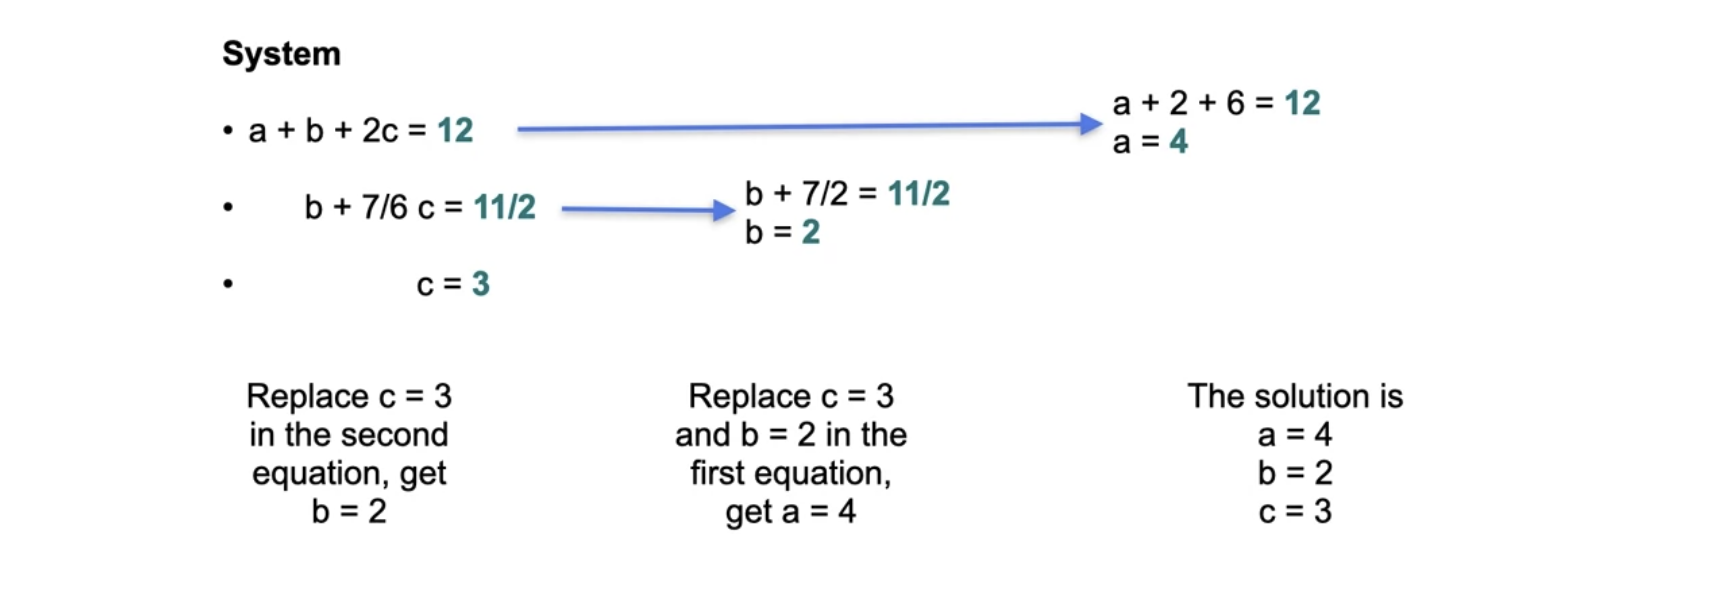 System
• a + b + 2c = 12
a + 2 + 6 = 12
a = 4
• b + 7/6 c = 11/2
b + 7/2 = 11/2
b = 2
• c = 3
Replace c = 3
in the second
equation, get
b = 2
Replace c = 3
and b = 2 in the
first equation,
get a = 4
The solution is
a = 4
b = 2
c = 3